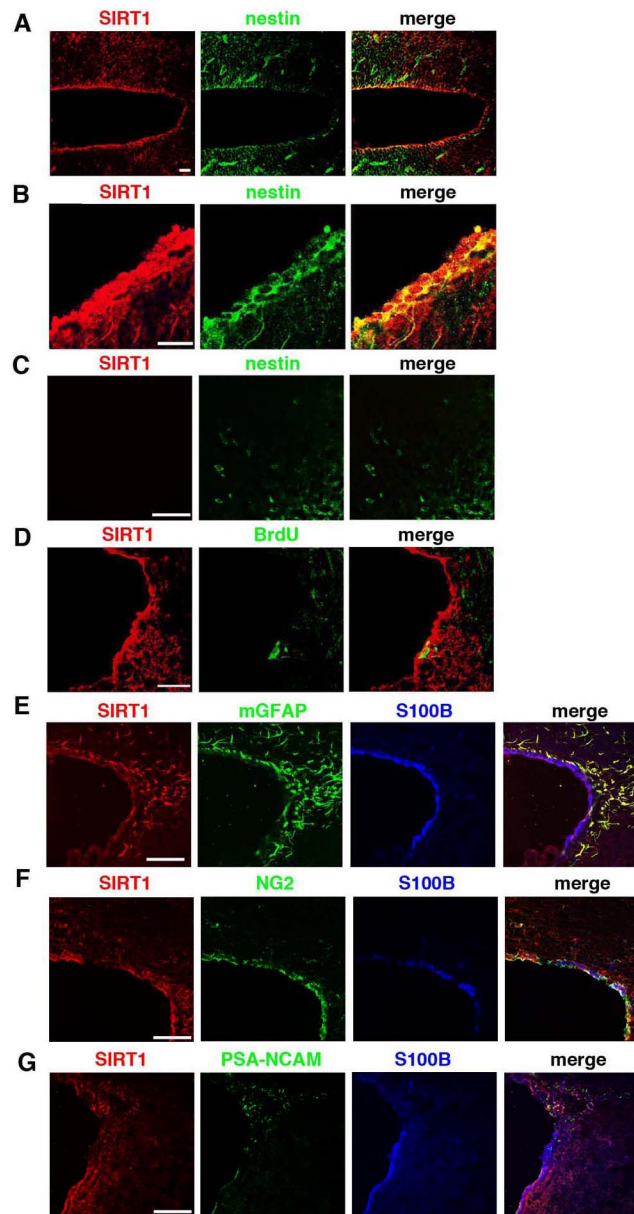 A SIRT1 nestin merge
B SIRT1 nestin merge
C SIRT1 nestin merge
D SIRT1 BrdU merge
E SIRT1 mGFAP S100B merge
F SIRT1 NG2 S100B merge
G SIRT1 PSA-NCAM S100B merge